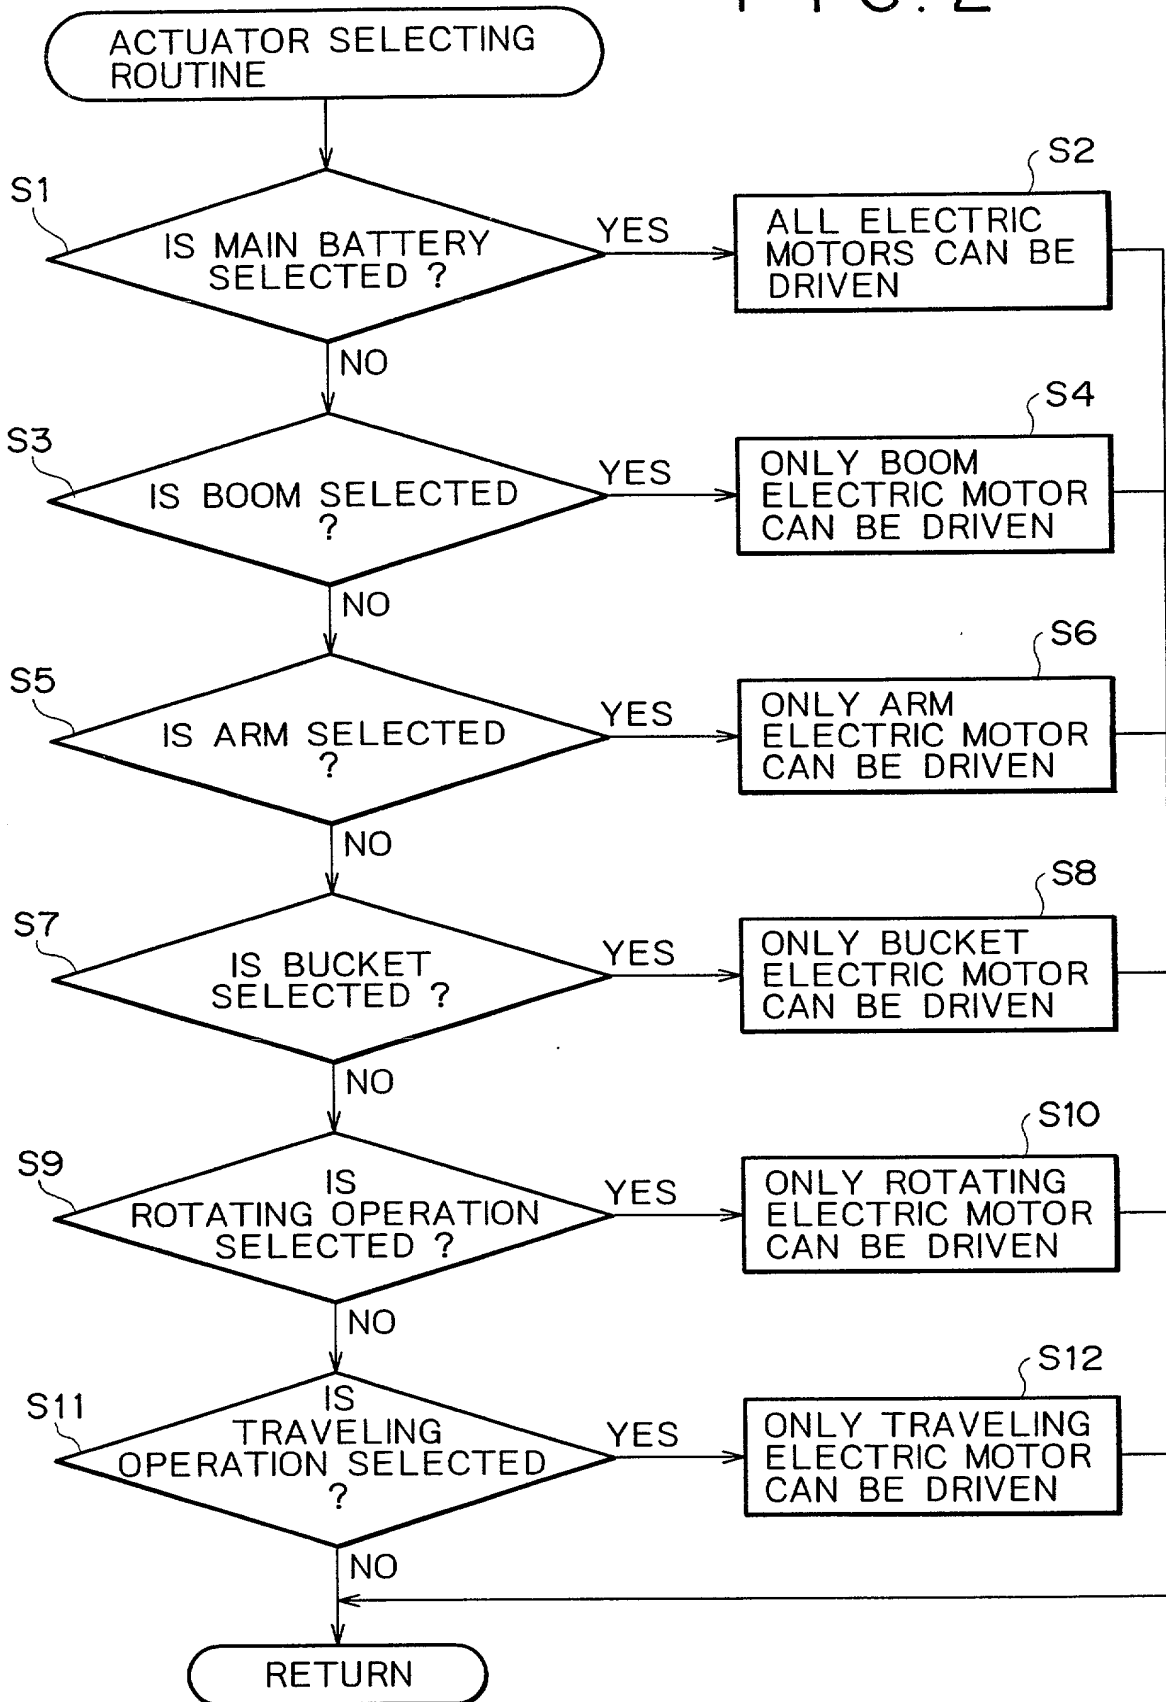 FIG. 2
ACTUATOR SELECTING
ROUTINE
S1
IS MAIN BATTERY
SELECTED ?
YES
S2
ALL ELECTRIC
MOTORS CAN BE
DRIVEN
NO
S3
IS BOOM SELECTED
?
YES
S4
ONLY BOOM
ELECTRIC MOTOR
CAN BE DRIVEN
NO
S5
IS ARM SELECTED
?
YES
S6
ONLY ARM
ELECTRIC MOTOR
CAN BE DRIVEN
NO
S7
IS BUCKET
SELECTED ?
YES
S8
ONLY BUCKET
ELECTRIC MOTOR
CAN BE DRIVEN
NO
S9
IS
ROTATING OPERATION
SELECTED ?
YES
S10
ONLY ROTATING
ELECTRIC MOTOR
CAN BE DRIVEN
NO
S11
IS
TRAVELING
OPERATION SELECTED
?
YES
S12
ONLY TRAVELING
ELECTRIC MOTOR
CAN BE DRIVEN
NO
RETURN